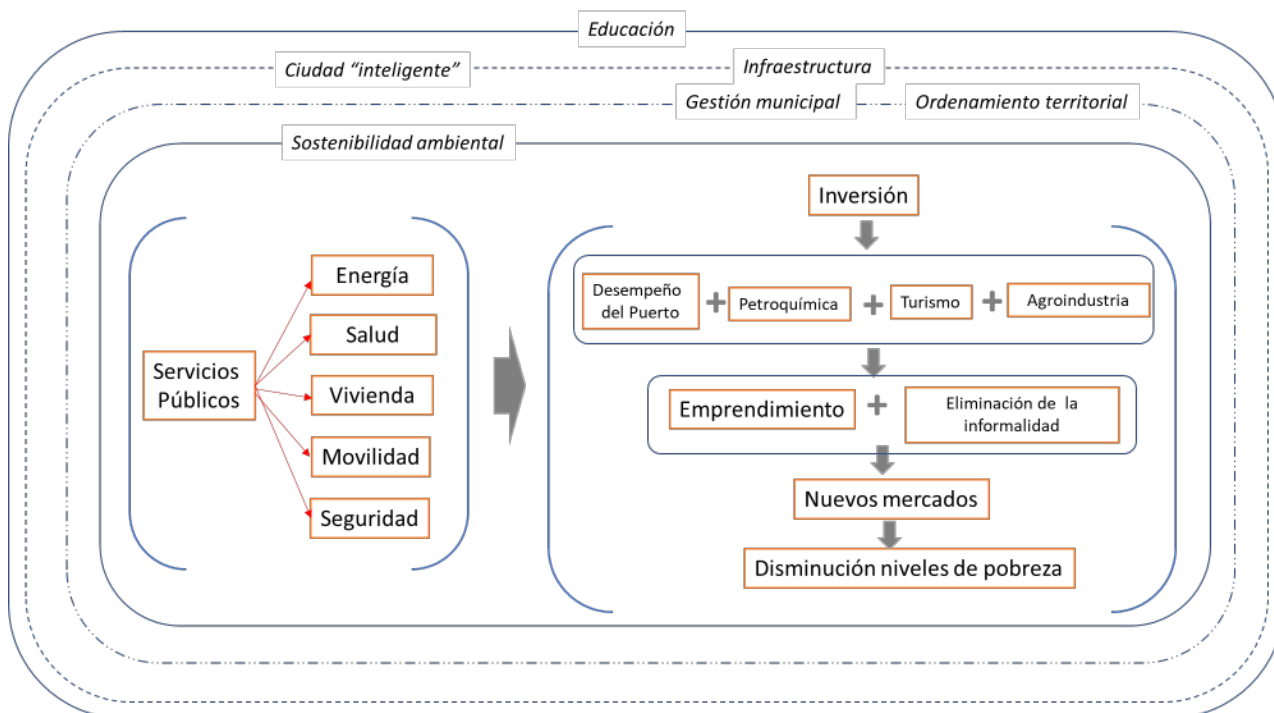 Educación
Ciudad “inteligente”
Infraestructura
Gestión municipal
Ordenamiento territorial
Sostenibilidad ambiental
Servicios
Públicos
Energía
Salud
Vivienda
Movilidad
Seguridad
Inversión
Desempeño
del Puerto
+
Petroquímica
+
Turismo
+
Agroindustria
Emprendimiento
+
Eliminación de la
informalidad
Nuevos mercados
Disminución niveles de pobreza